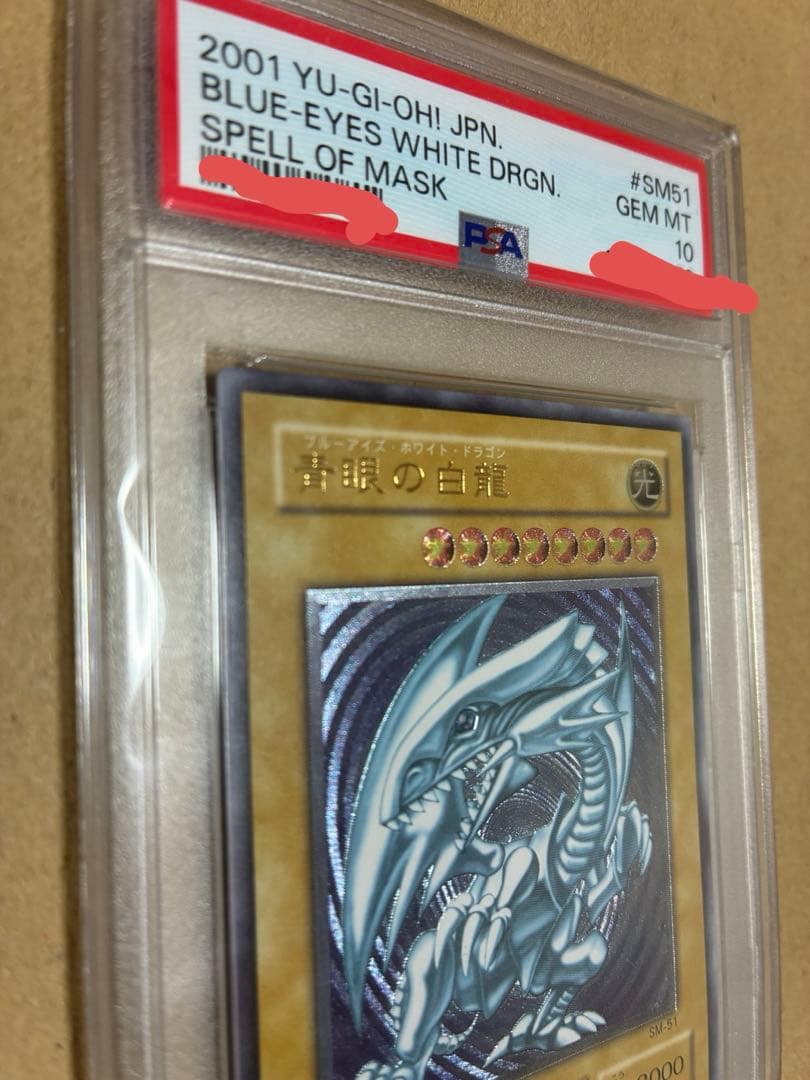 2001 YU-GI-OH! JPN.
BLUE-EYES WHITE DRGN.
SPELL OF MASK
#SM51
GEM MT
10
PSA
ブルーアイズ・ホワイト・ドラゴン
青眼の白龍
光
SM-51